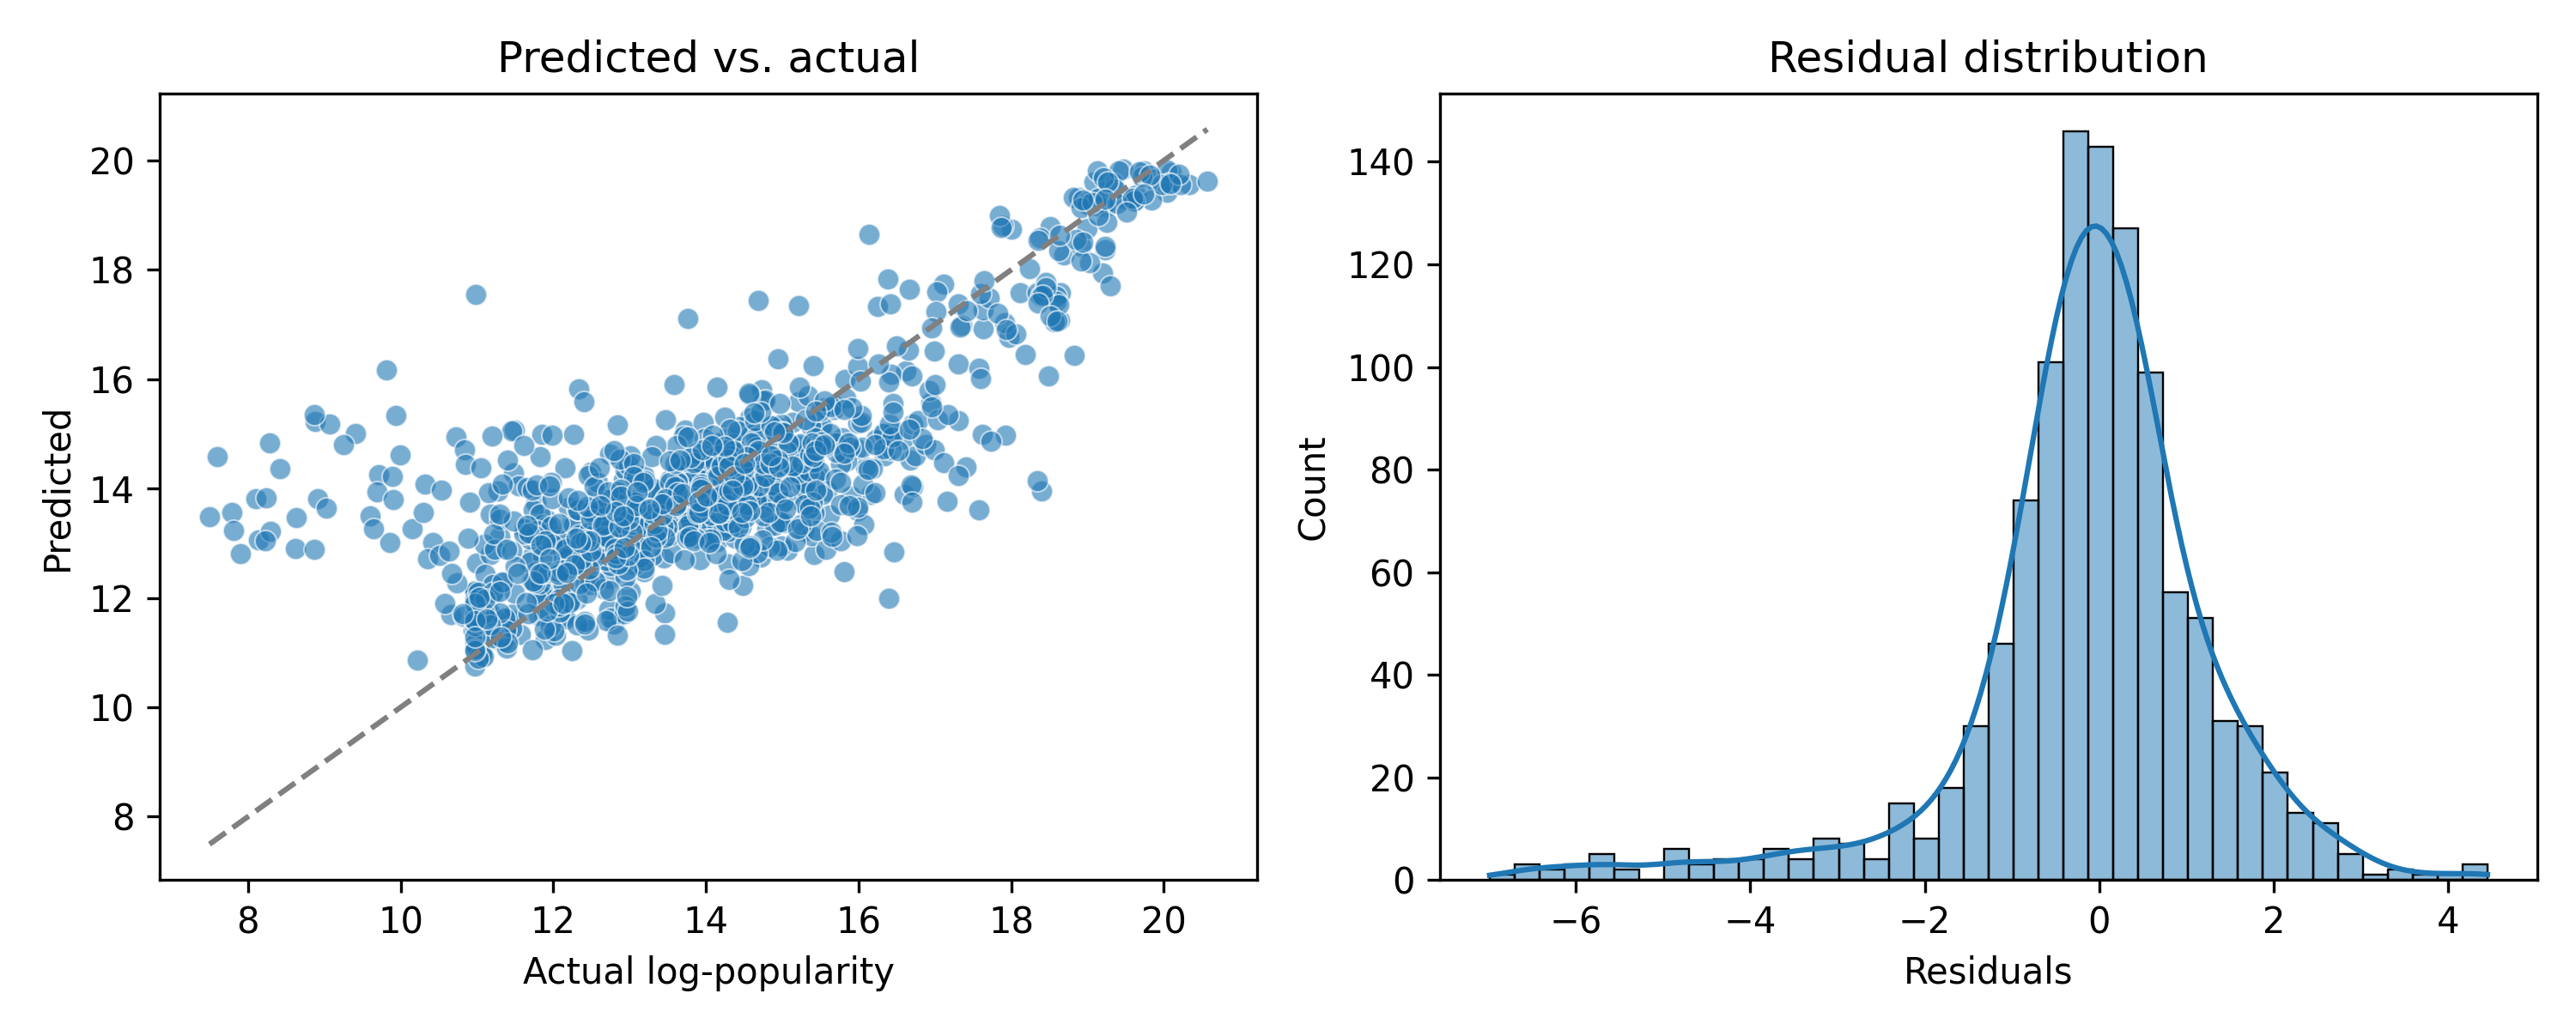 Predicted vs. actual
20
18
16
14
12
10
8
Predicted
8 10 12 14 16 18 20
Actual log-popularity
Residual distribution
140
120
100
80
60
40
20
0
Count
−6 −4 −2 0 2 4
Residuals